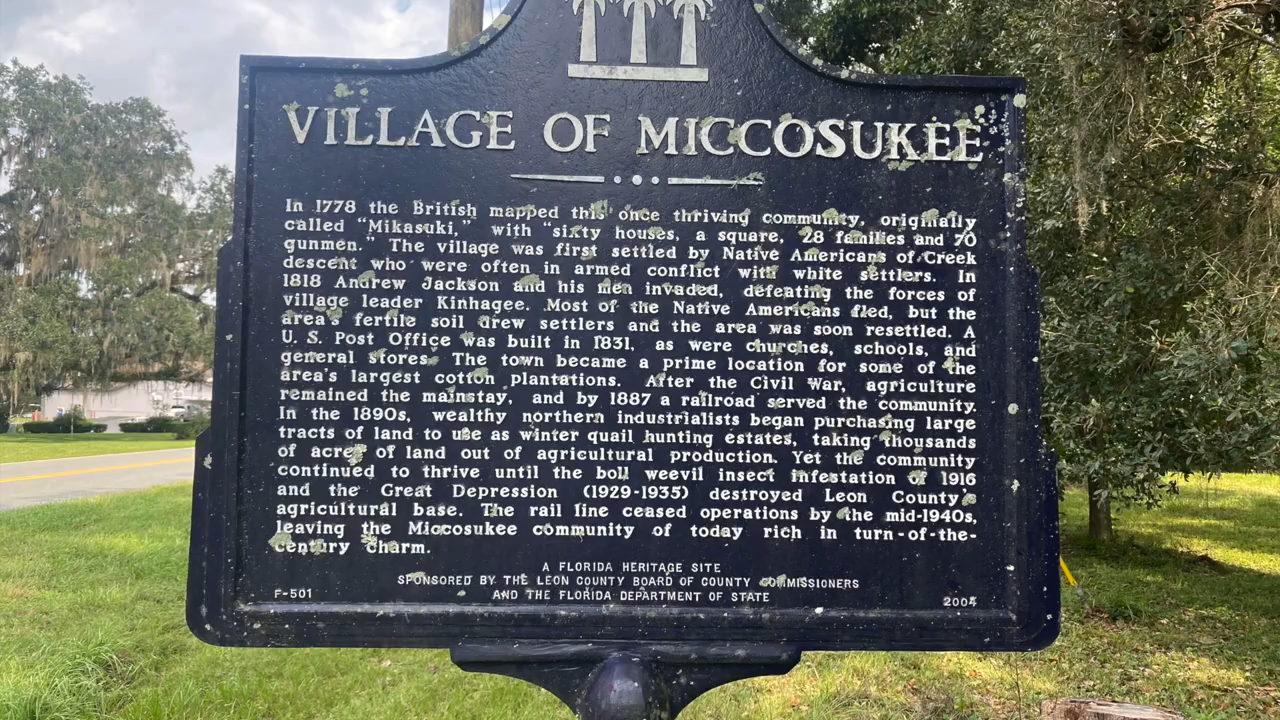 VILLAGE OF MICCOSUKEE
In 1778 the British mapped this once thriving community, originally
called "Mikasuki," with "sixty houses, a square, 28 families and 70
gunmen." The village was first settled by Native Americans of Creek
descent who were often in armed conflict with white settlers. In
1818 Andrew Jackson and his men invaded, defeating the forces of
village leader Kinhagee. Most of the Native Americans fled, but the
area's fertile soil drew settlers and the area was soon resettled. A
U. S. Post Office was built in 1831, as were churches, schools, and
general stores. The town became a prime location for some of the
area's largest cotton plantations. After the Civil War, agriculture
remained the mainstay, and by 1887 a railroad served the community.
In the 1890s, wealthy northern industrialists began purchasing large
tracts of land to use as winter quail hunting estates, taking thousands
of acres of land out of agricultural production. Yet the community
continued to thrive until the boll weevil insect infestation of 1916
and the Great Depression (1929-1935) destroyed Leon County's
agricultural base. The rail line ceased operations by the mid-1940s,
leaving the Miccosukee community of today rich in turn-of-the-
century charm.
A FLORIDA HERITAGE SITE
SPONSORED BY THE LEON COUNTY BOARD OF COUNTY COMMISSIONERS
AND THE FLORIDA DEPARTMENT OF STATE
F-501
2004